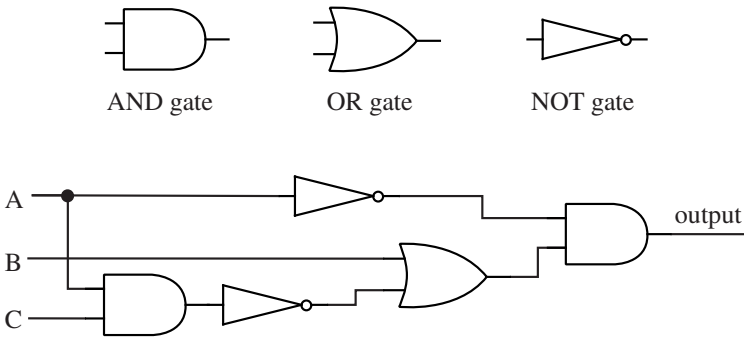 AND gate
OR gate
NOT gate
A
output
B
C